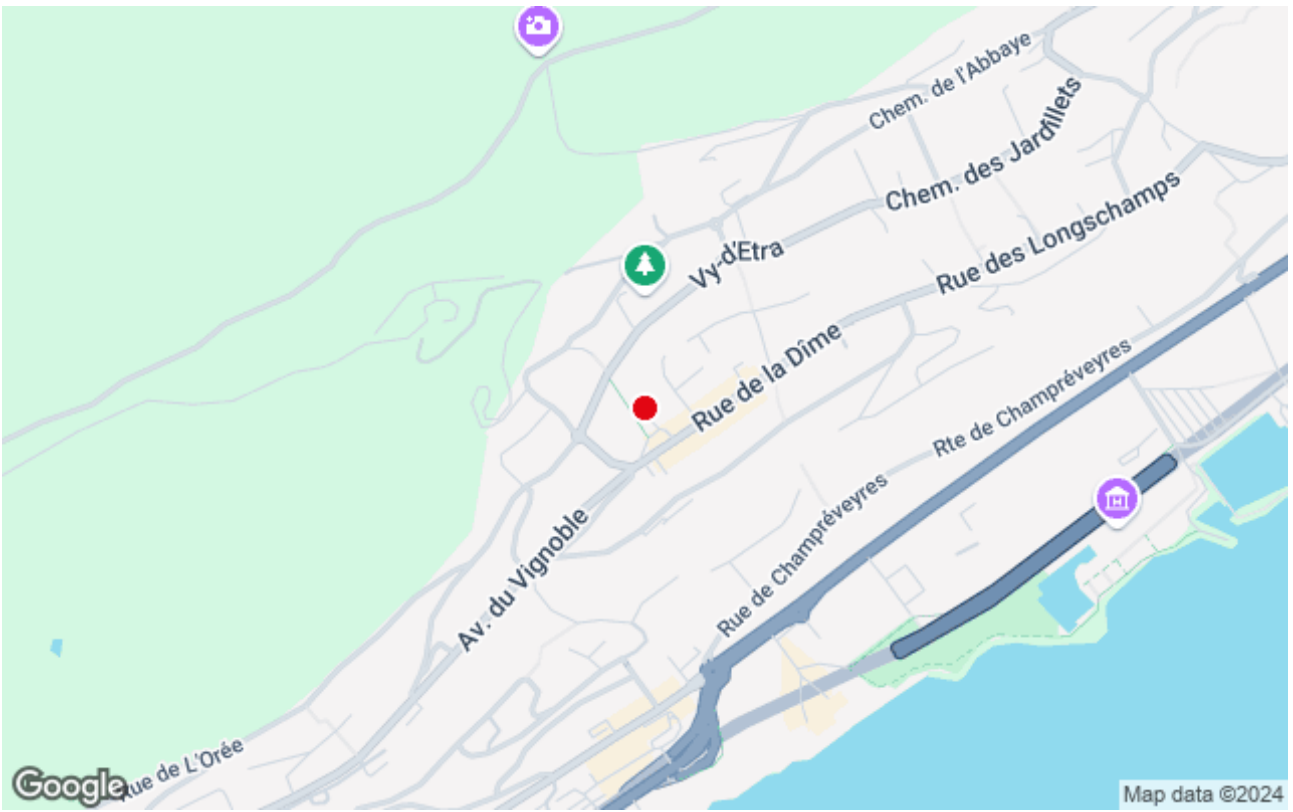 Chem. de l'Abbaye
Chem. des Jardillets
Vy-d'Etra
Rue des Longschamps
Rue de la Dîme
Rte de Champréveyres
Rue de Champréveyres
Av. du Vignoble
Rue de L'Orée
Google
Map data ©2024